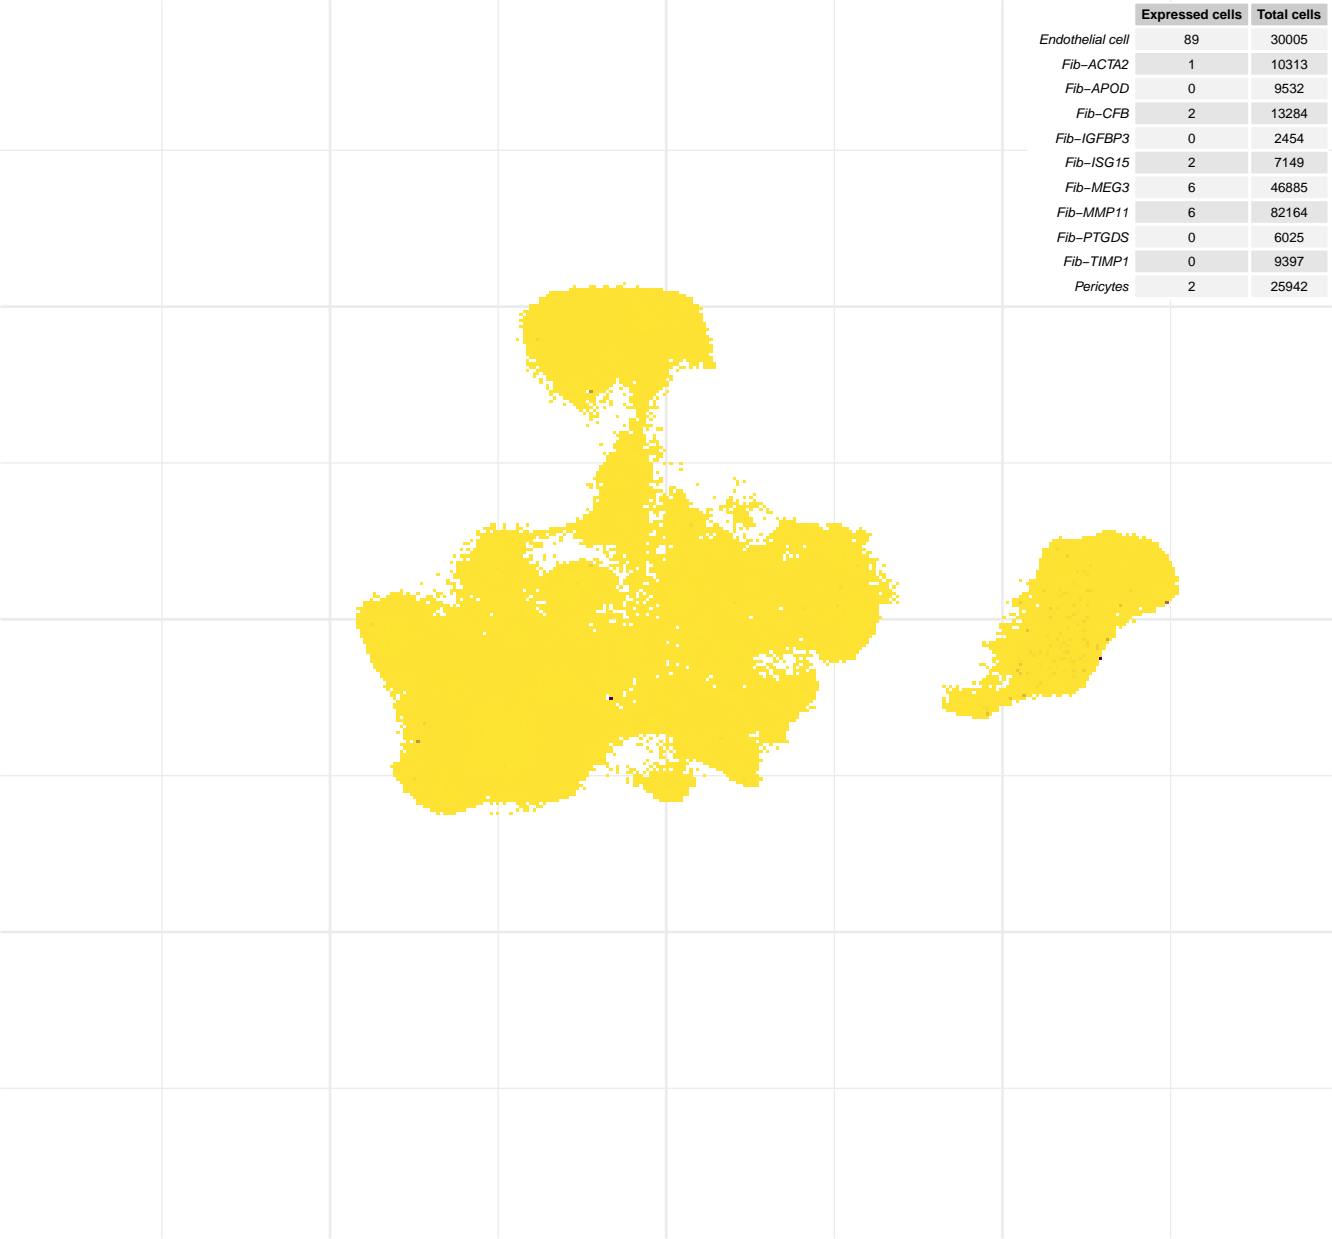 Expressed cells Total cells
Endothelial cell 89 30005
Fib−ACTA2 1 10313
Fib−APOD 0 9532
Fib−CFB 2 13284
Fib−IGFBP3 0 2454
Fib−ISG15 2 7149
Fib−MEG3 6 46885
Fib−MMP11 6 82164
Fib−PTGDS 0 6025
Fib−TIMP1 0 9397
Pericytes 2 25942